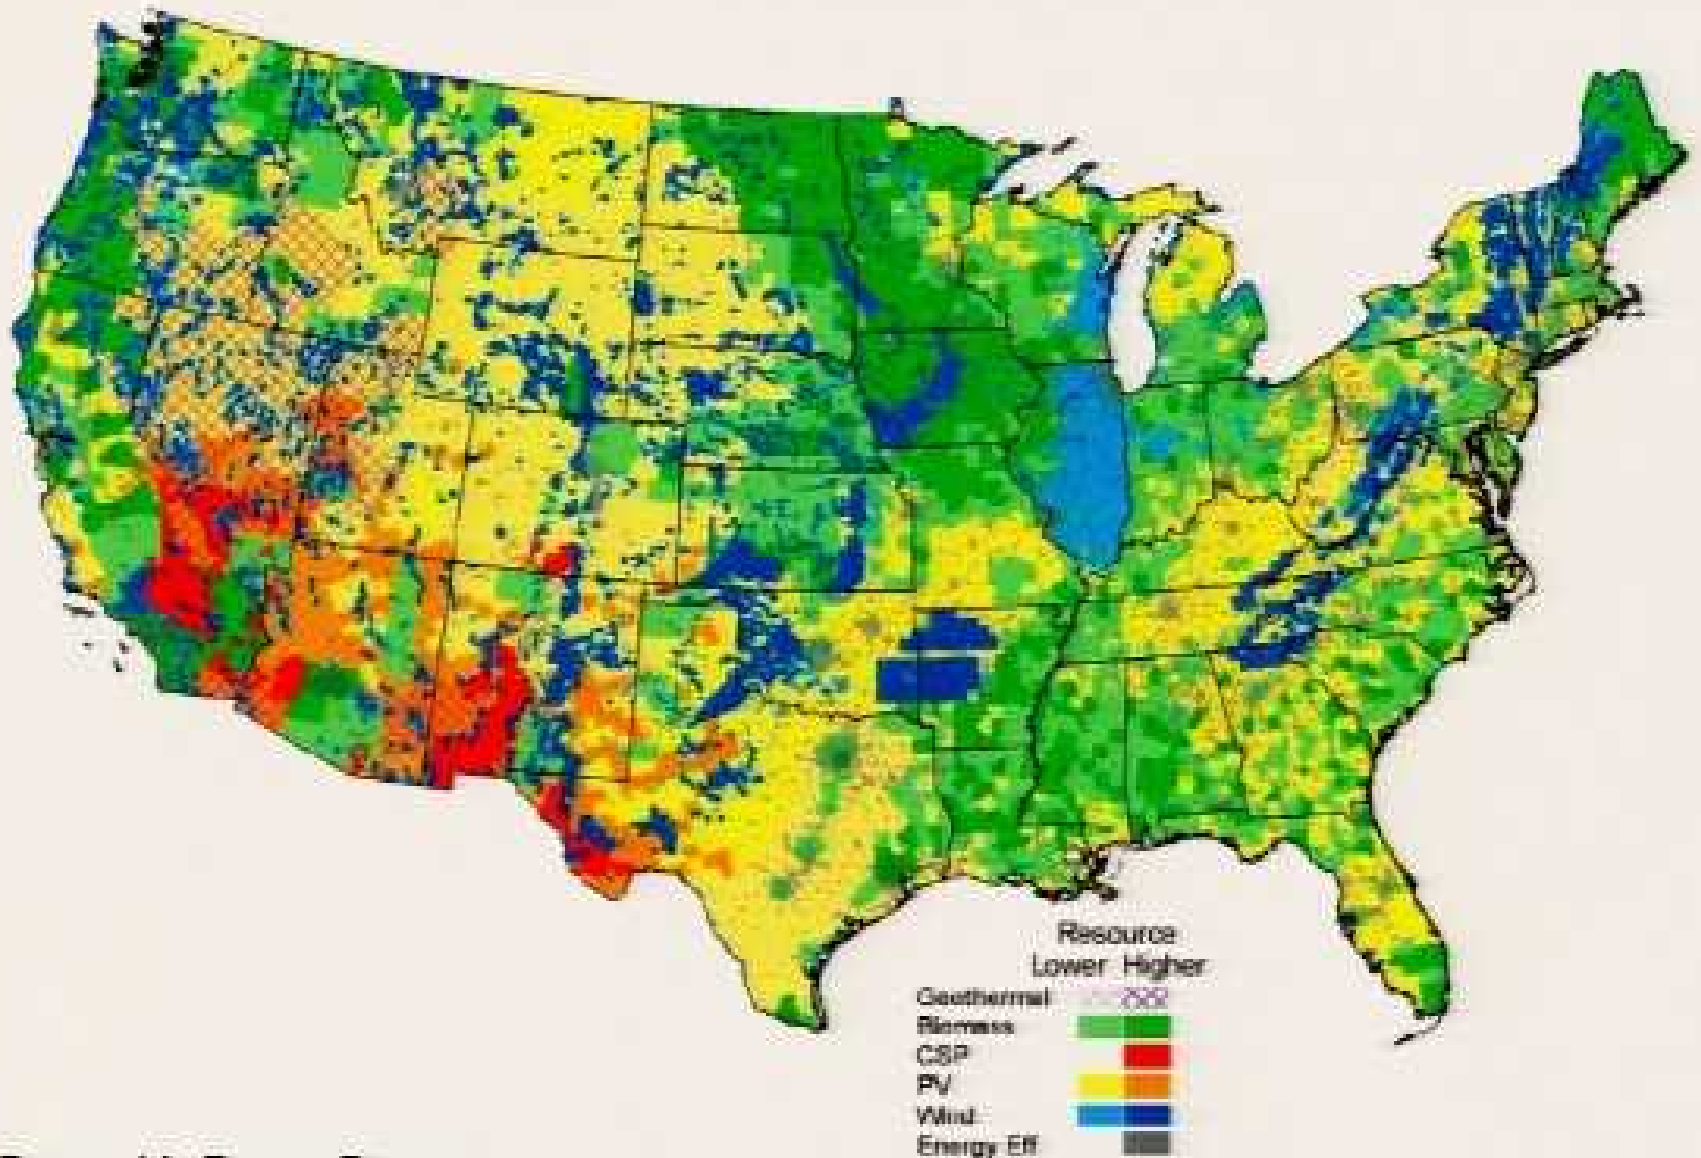 Resource
Lower Higher
Geothermal
Biomass
CSP
PV
Wind
Energy Eff